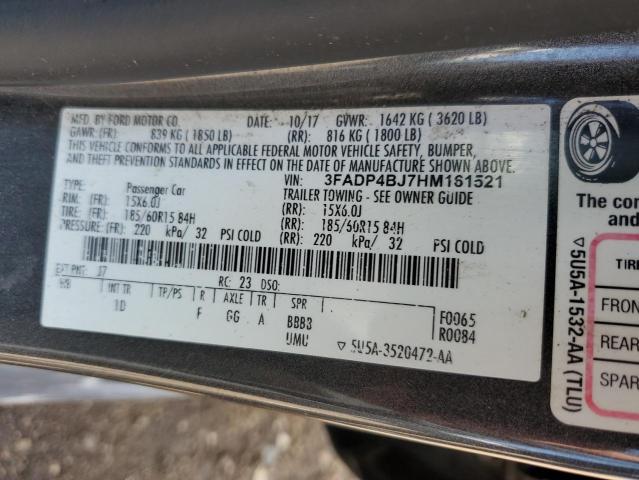 MFD. BY FORD MOTOR CO. DATE: 10/17 GVWR: 1642 KG ( 3620 LB)
GAWR: (FR): 839 KG ( 1850 LB) (RR): 816 KG ( 1800 LB)
THIS VEHICLE CONFORMS TO ALL APPLICABLE FEDERAL MOTOR VEHICLE SAFETY, BUMPER,
AND THEFT PREVENTION STANDARDS IN EFFECT ON THE DATE OF MANUFACTURE SHOWN ABOVE.
VIN: 3FADP4BJ7HM161521
TYPE: Passenger Car TRAILER TOWING - SEE OWNER GUIDE
RIM: (FR): 15X6.0J (RR): 15X6.0J
TIRE: (FR): 185/60R15 84H (RR): 185/60R15 84H
PRESSURE: (FR): 220 kPa/ 32 PSI COLD (RR): 220 kPa/ 32 PSI COLD
EXT PNT: J7 RC: 23 DSO:
WB INT TR TP/PS R AXLE TR SPR
1D F GG A BBB3 F0065
UMU R0084
▽5U5A-3520472-AA
▽5U5A-1532-AA (TLU)
TIRE
FRON
REAR
SPAR